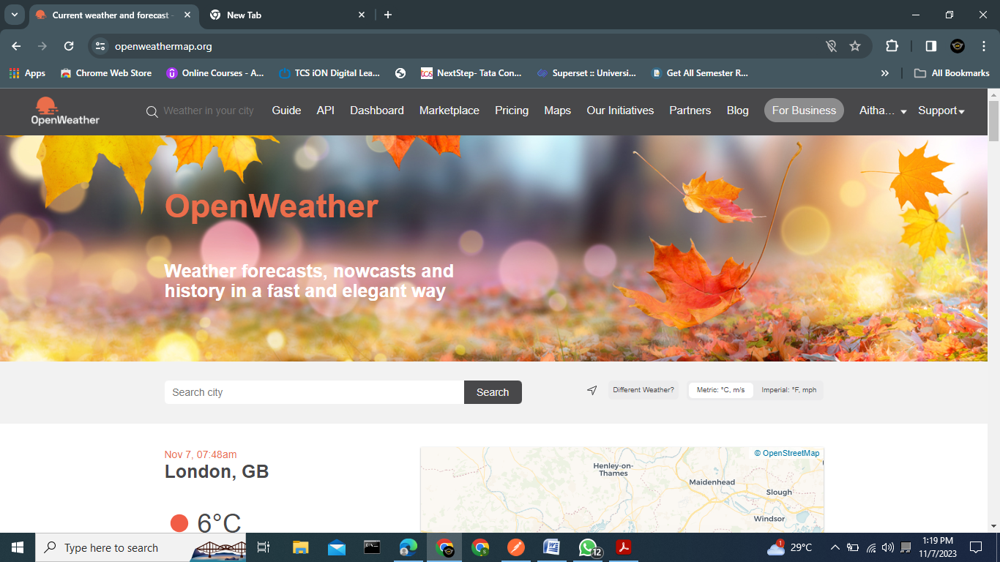 Current weather and forecast -
New Tab
openweathermap.org
Apps
Chrome Web Store
Online Courses - A...
TCS iON Digital Lea...
NextStep- Tata Con...
Superset :: Universi...
Get All Semester R...
All Bookmarks
OpenWeather
Weather in your city
Guide
API
Dashboard
Marketplace
Pricing
Maps
Our Initiatives
Partners
Blog
For Business
Aitha...
Support
OpenWeather
Weather forecasts, nowcasts and
history in a fast and elegant way
Search city
Search
Different Weather?
Metric: °C, m/s
Imperial: °F, mph
Nov 7, 07:48am
London, GB
6°C
© OpenStreetMap
Henley-on-
Thames
Maidenhead
Slough
Windsor
Type here to search
12
1
29°C
1:19 PM
11/7/2023